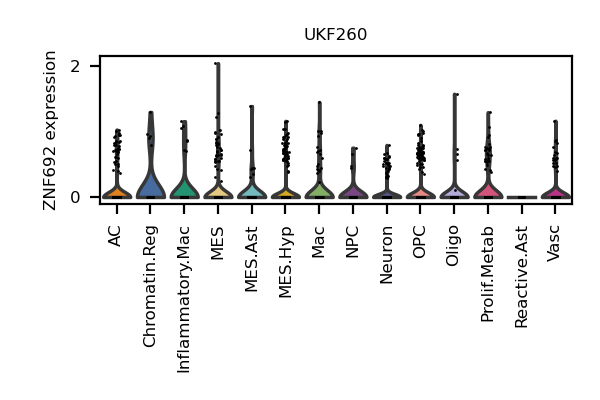 UKF260
ZNF692 expression
2
0
AC
Chromatin.Reg
Inflammatory.Mac
MES
MES.Ast
MES.Hyp
Mac
NPC
Neuron
OPC
Oligo
Prolif.Metab
Reactive.Ast
Vasc